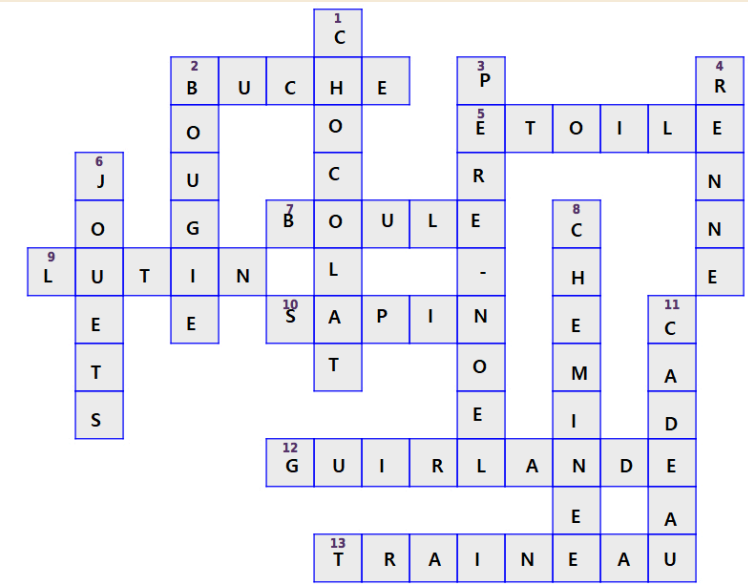 1 C
2 B U C H E 3 P 4 R
O O 5 E T O I L E
6 J U C R N
O G 7 B O U L E 8 C N
9 L U T I N L - H E
E E 10 S A P I N E 11 C
T T O M A
S E I D
12 G U I R L A N D E
E A
13 T R A I N E A U